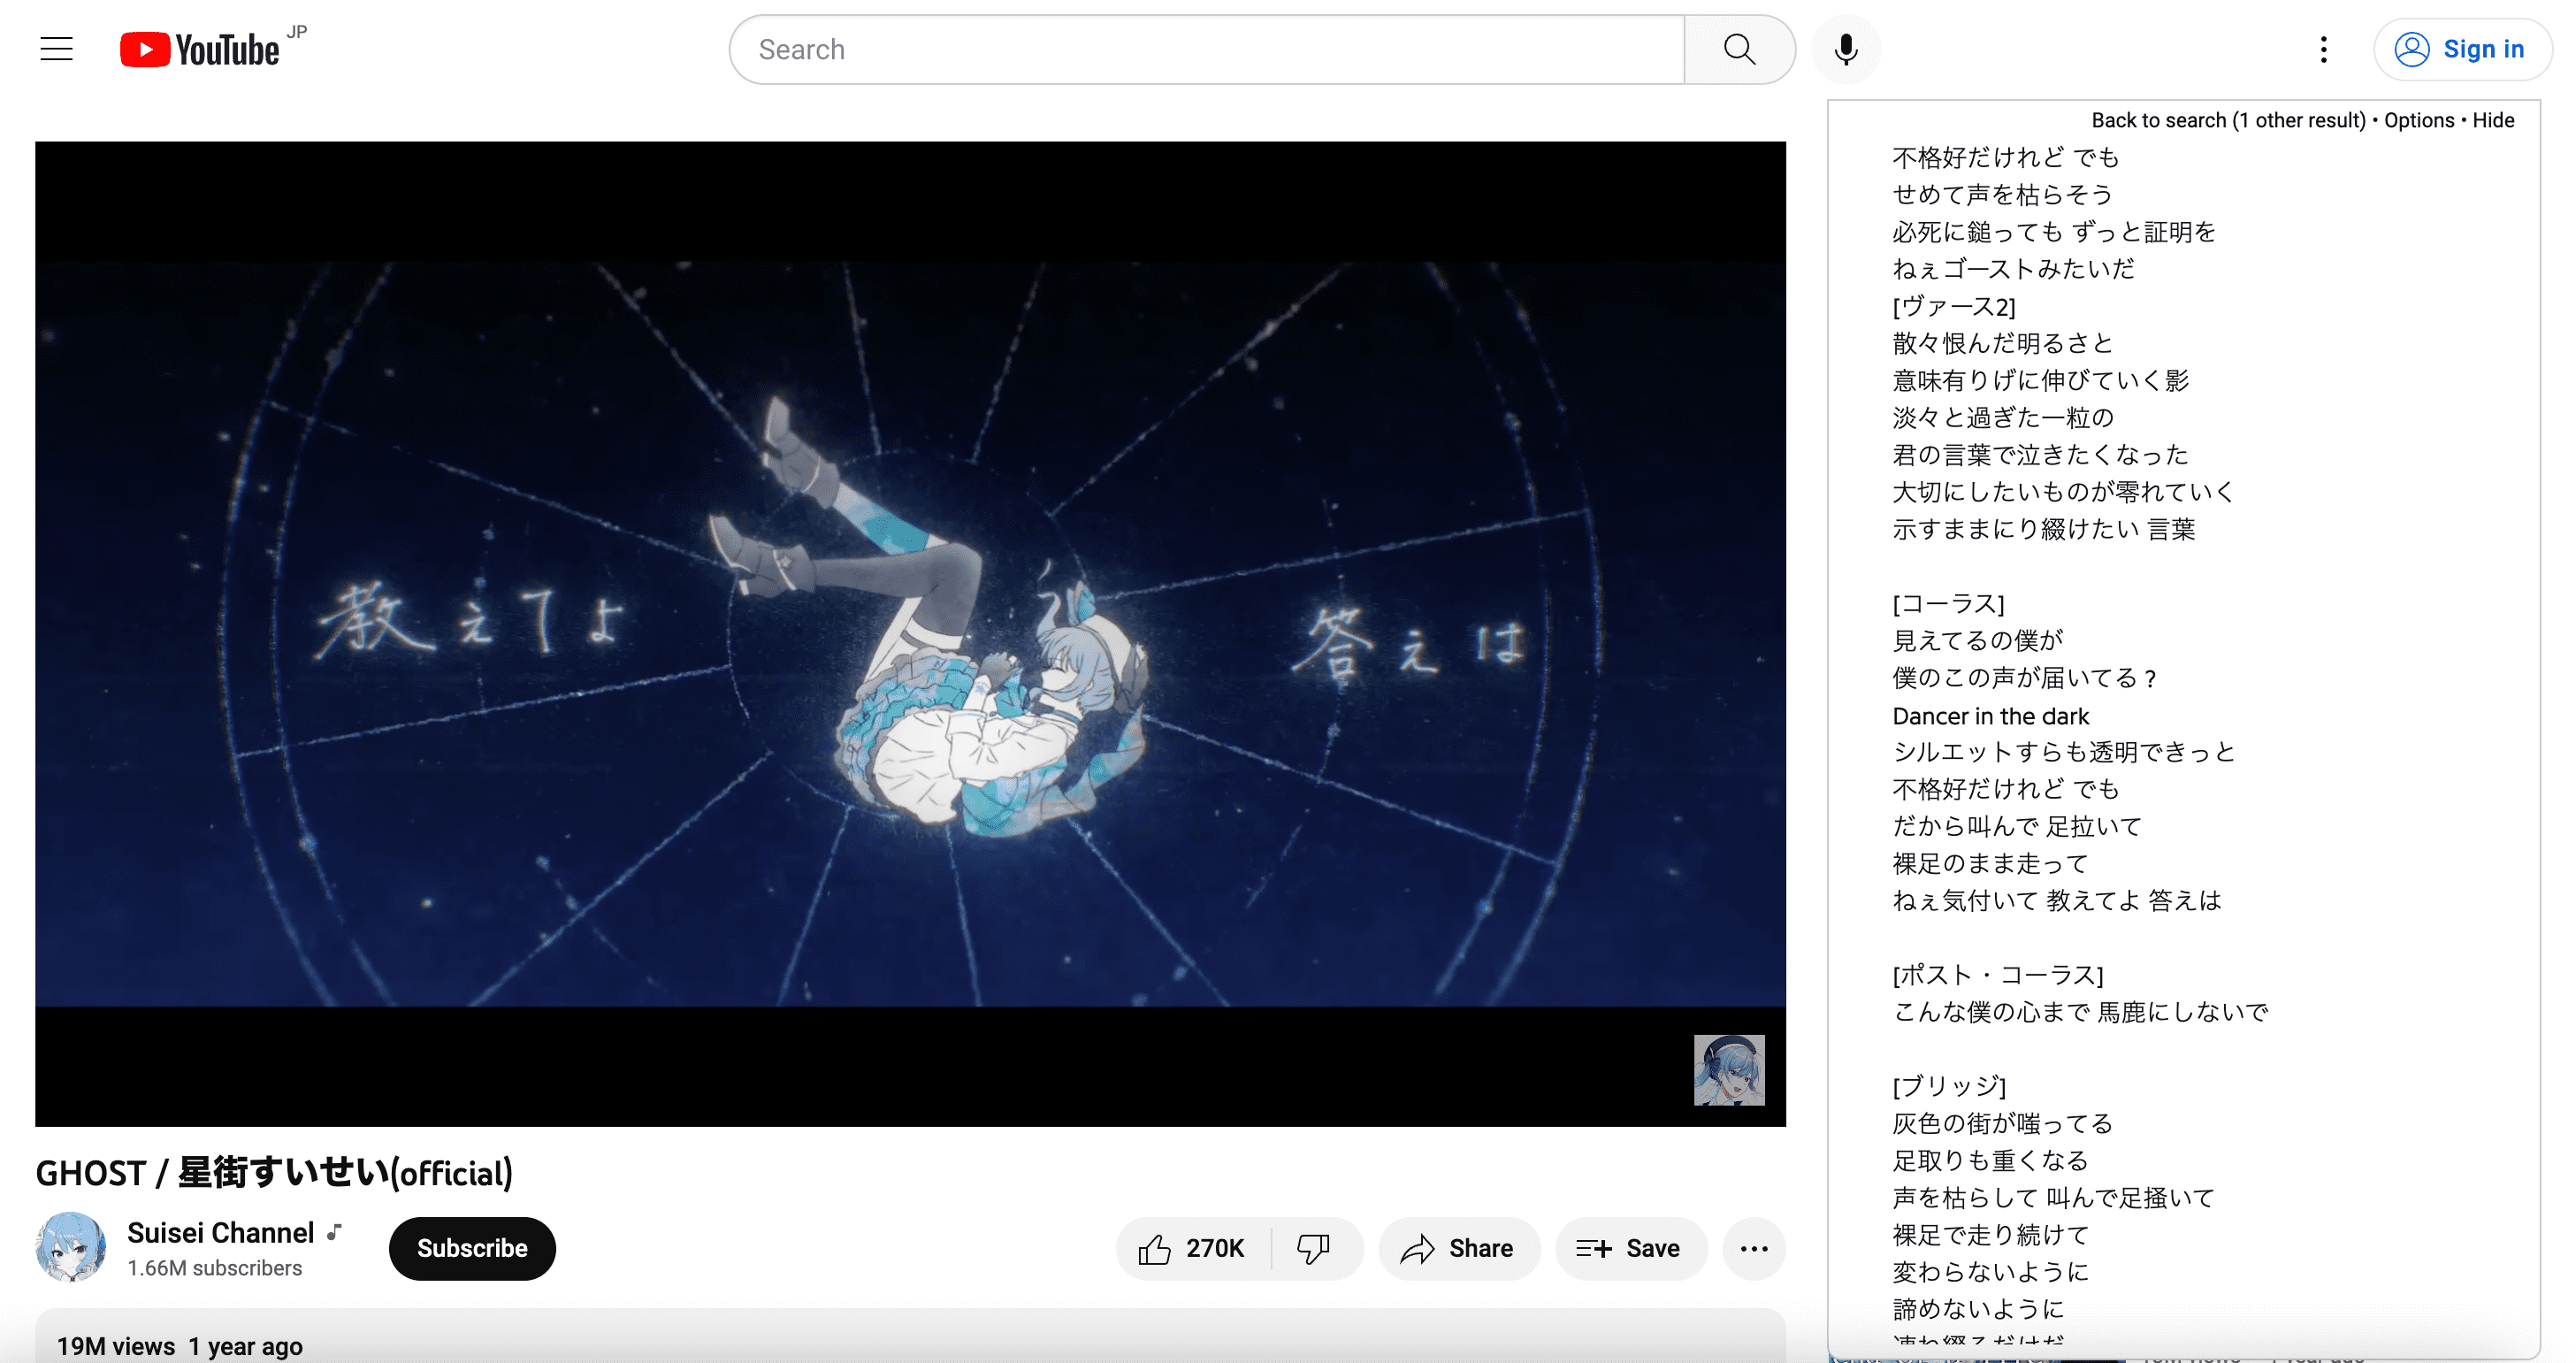 YouTube JP
Search
Sign in
Back to search (1 other result) • Options • Hide
不格好だけれど でも
せめて声を枯らそう
必死に縋っても ずっと証明を
ねぇゴーストみたいだ
[ヴァース2]
散々恨んだ明るさと
意味有りげに伸びていく影
淡々と過ぎた一粒の
君の言葉で泣きたくなった
大切にしたいものが零れていく
示すままにり綴けたい 言葉
[コーラス]
見えてるの僕が
僕のこの声が届いてる？
Dancer in the dark
シルエットすらも透明できっと
不格好だけれど でも
だから叫んで 足拉いて
裸足のまま走って
ねぇ気付いて 教えてよ 答えは
[ポスト・コーラス]
こんな僕の心まで 馬鹿にしないで
[ブリッジ]
灰色の街が嗤ってる
足取りも重くなる
声を枯らして 叫んで足掻いて
裸足で走り続けて
変わらないように
諦めないように
教えてよ
答えは
GHOST / 星街すいせい(official)
Suisei Channel
1.66M subscribers
Subscribe
270K
Share
Save
19M views 1 year ago